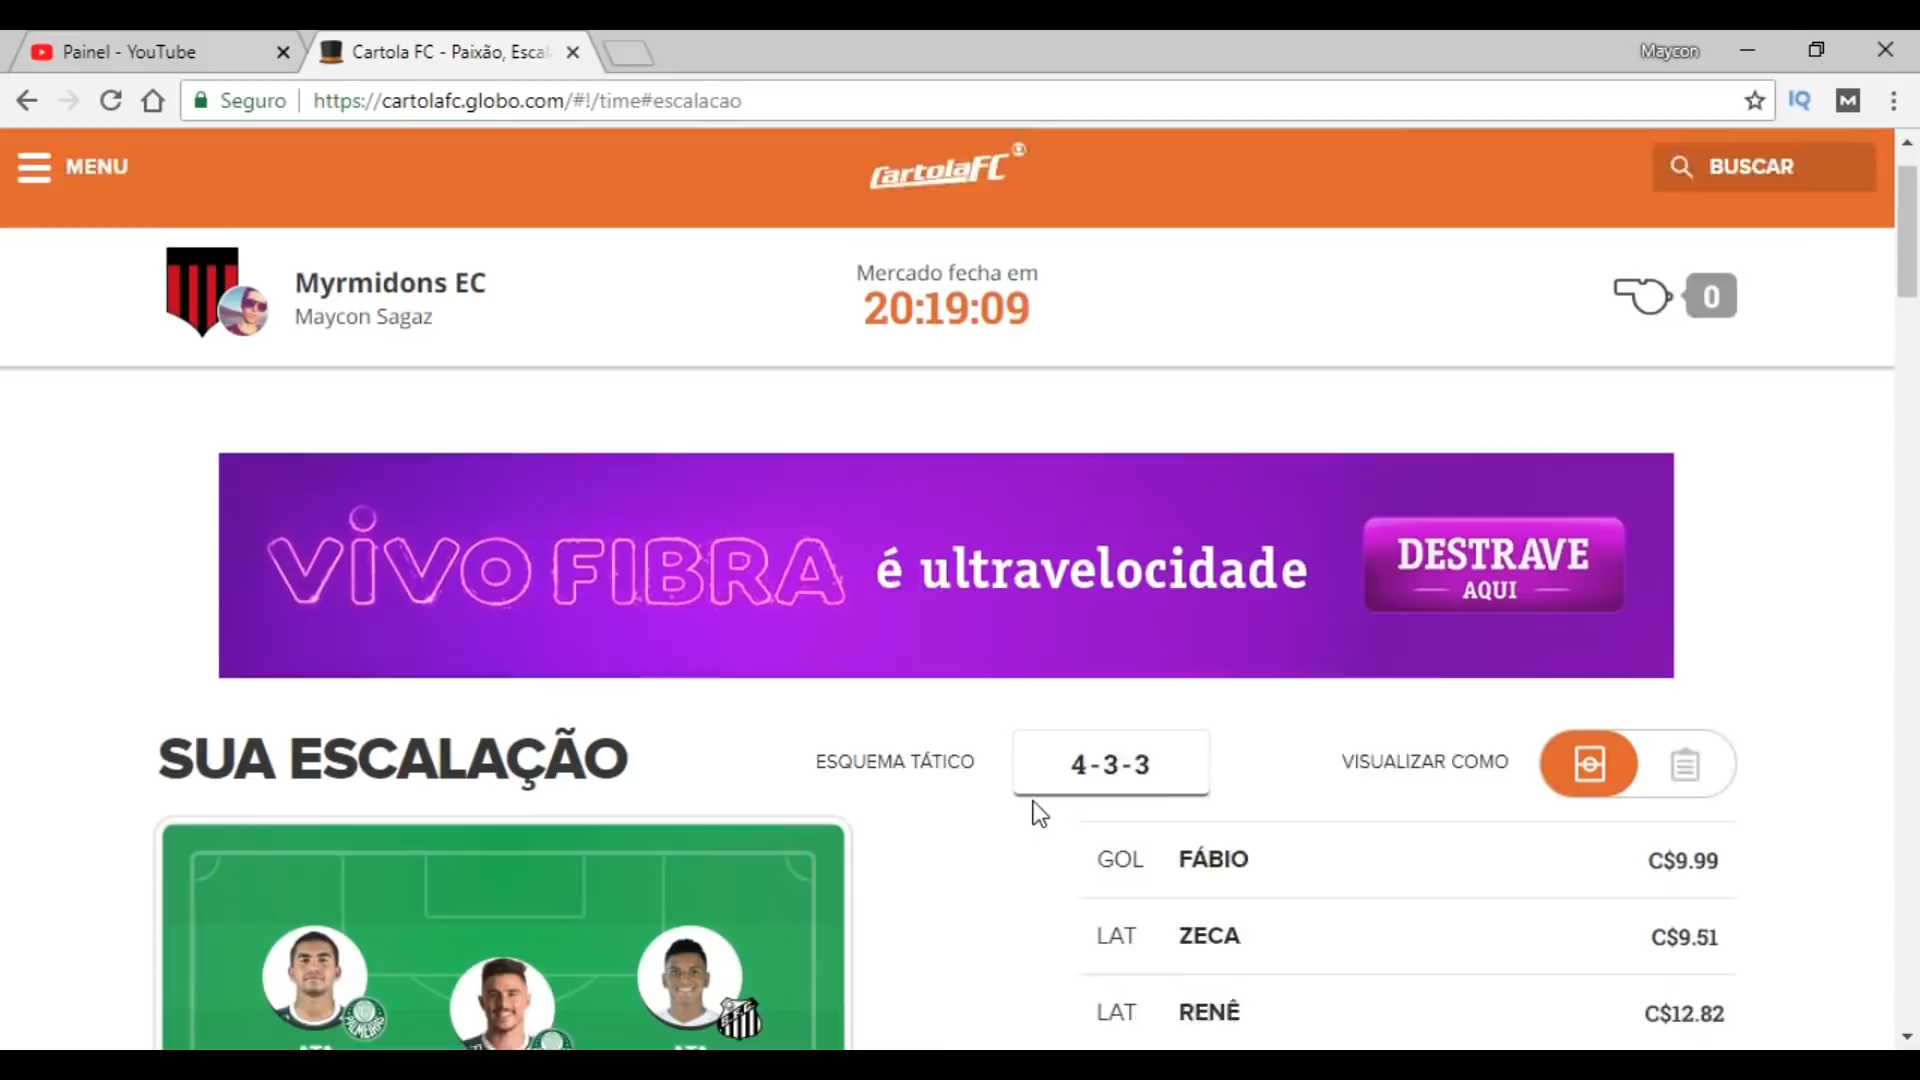 Painel - YouTube
Cartola FC - Paixão, Escal
Maycon
Seguro
https://cartolafc.globo.com/#!/time#escalacao
IQ
M
MENU
CartolaFC
BUSCAR
Myrmidons EC
Maycon Sagaz
Mercado fecha em
20:19:09
0
VIVO FIBRA é ultravelocidade
DESTRAVE
AQUI
SUA ESCALAÇÃO
ESQUEMA TÁTICO
4-3-3
VISUALIZAR COMO
GOL FÁBIO C$9.99
LAT ZECA C$9.51
LAT RENÊ C$12.82
PALMEIRAS